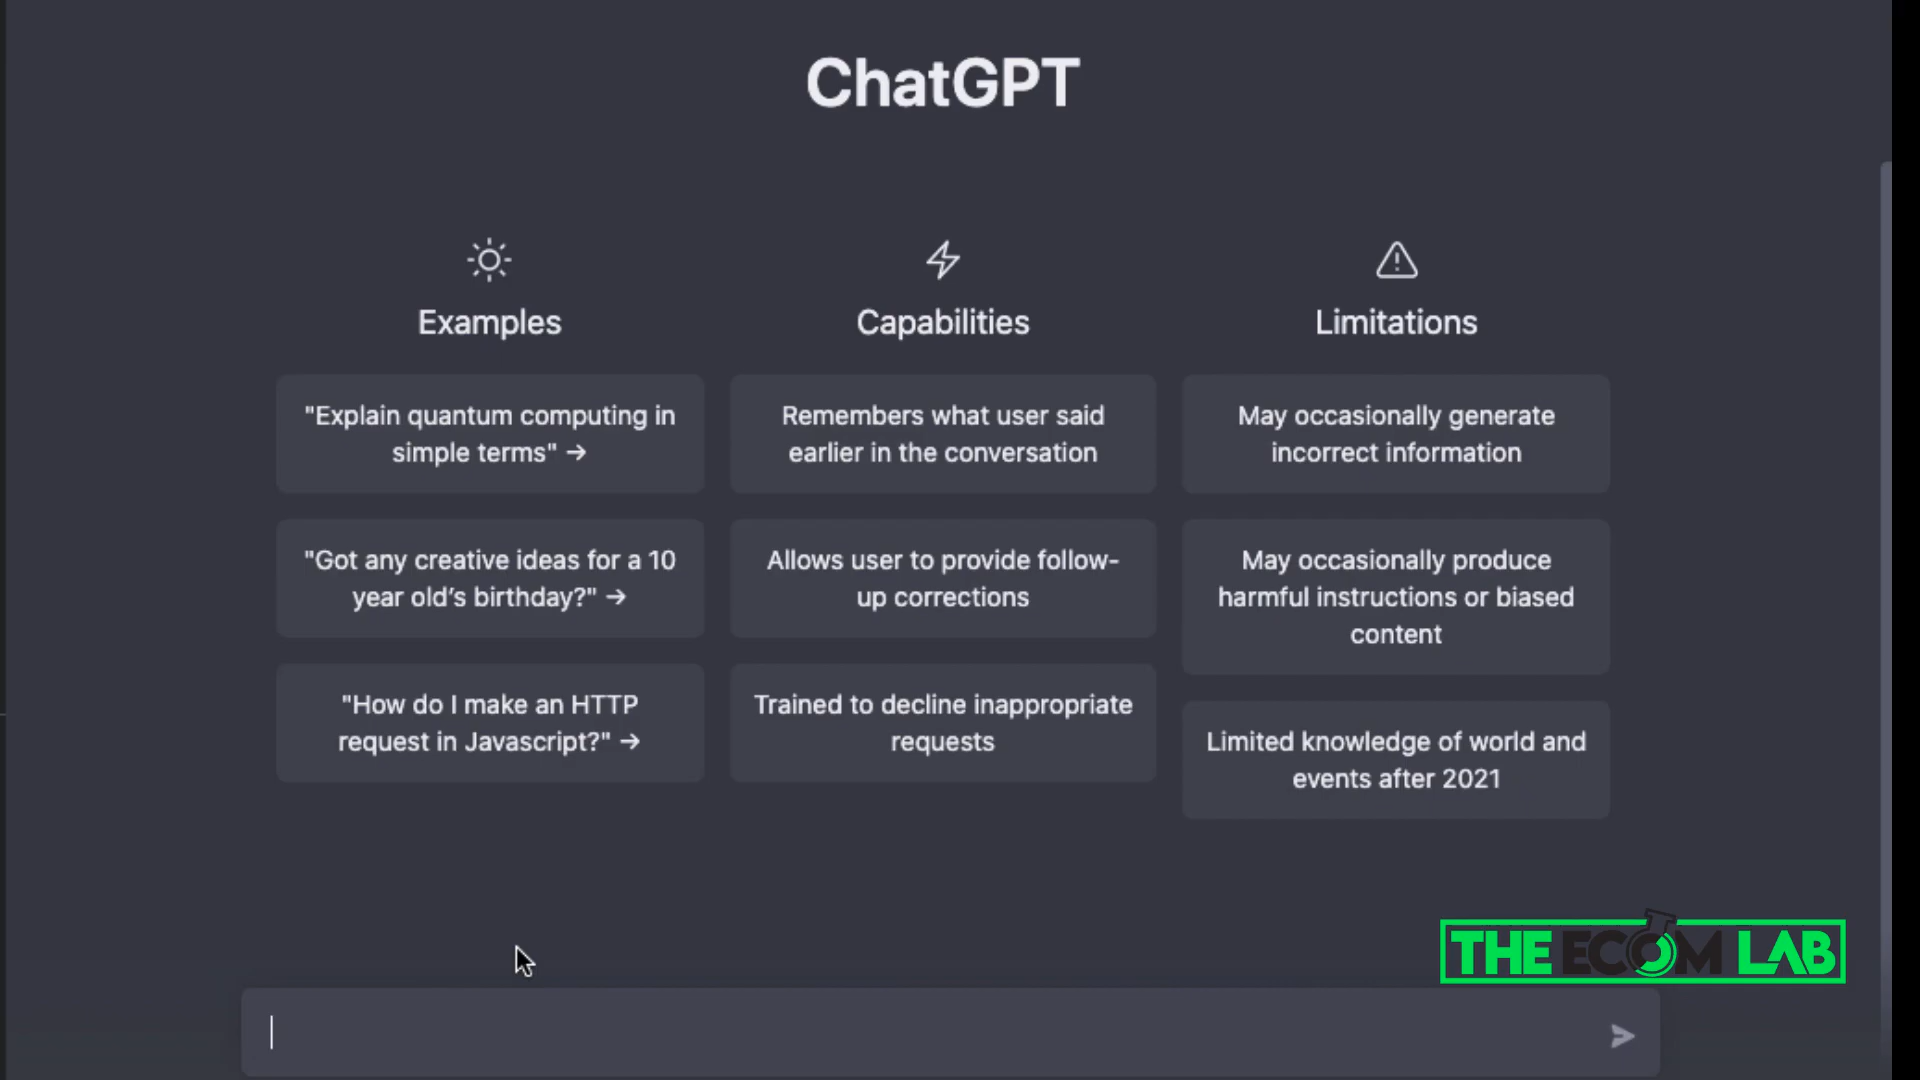 ChatGPT
Examples
"Explain quantum computing in
simple terms" →
"Got any creative ideas for a 10
year old's birthday?" →
"How do I make an HTTP
request in Javascript?" →
Capabilities
Remembers what user said
earlier in the conversation
Allows user to provide follow-
up corrections
Trained to decline inappropriate
requests
Limitations
May occasionally generate
incorrect information
May occasionally produce
harmful instructions or biased
content
Limited knowledge of world and
events after 2021
THE ECOM LAB